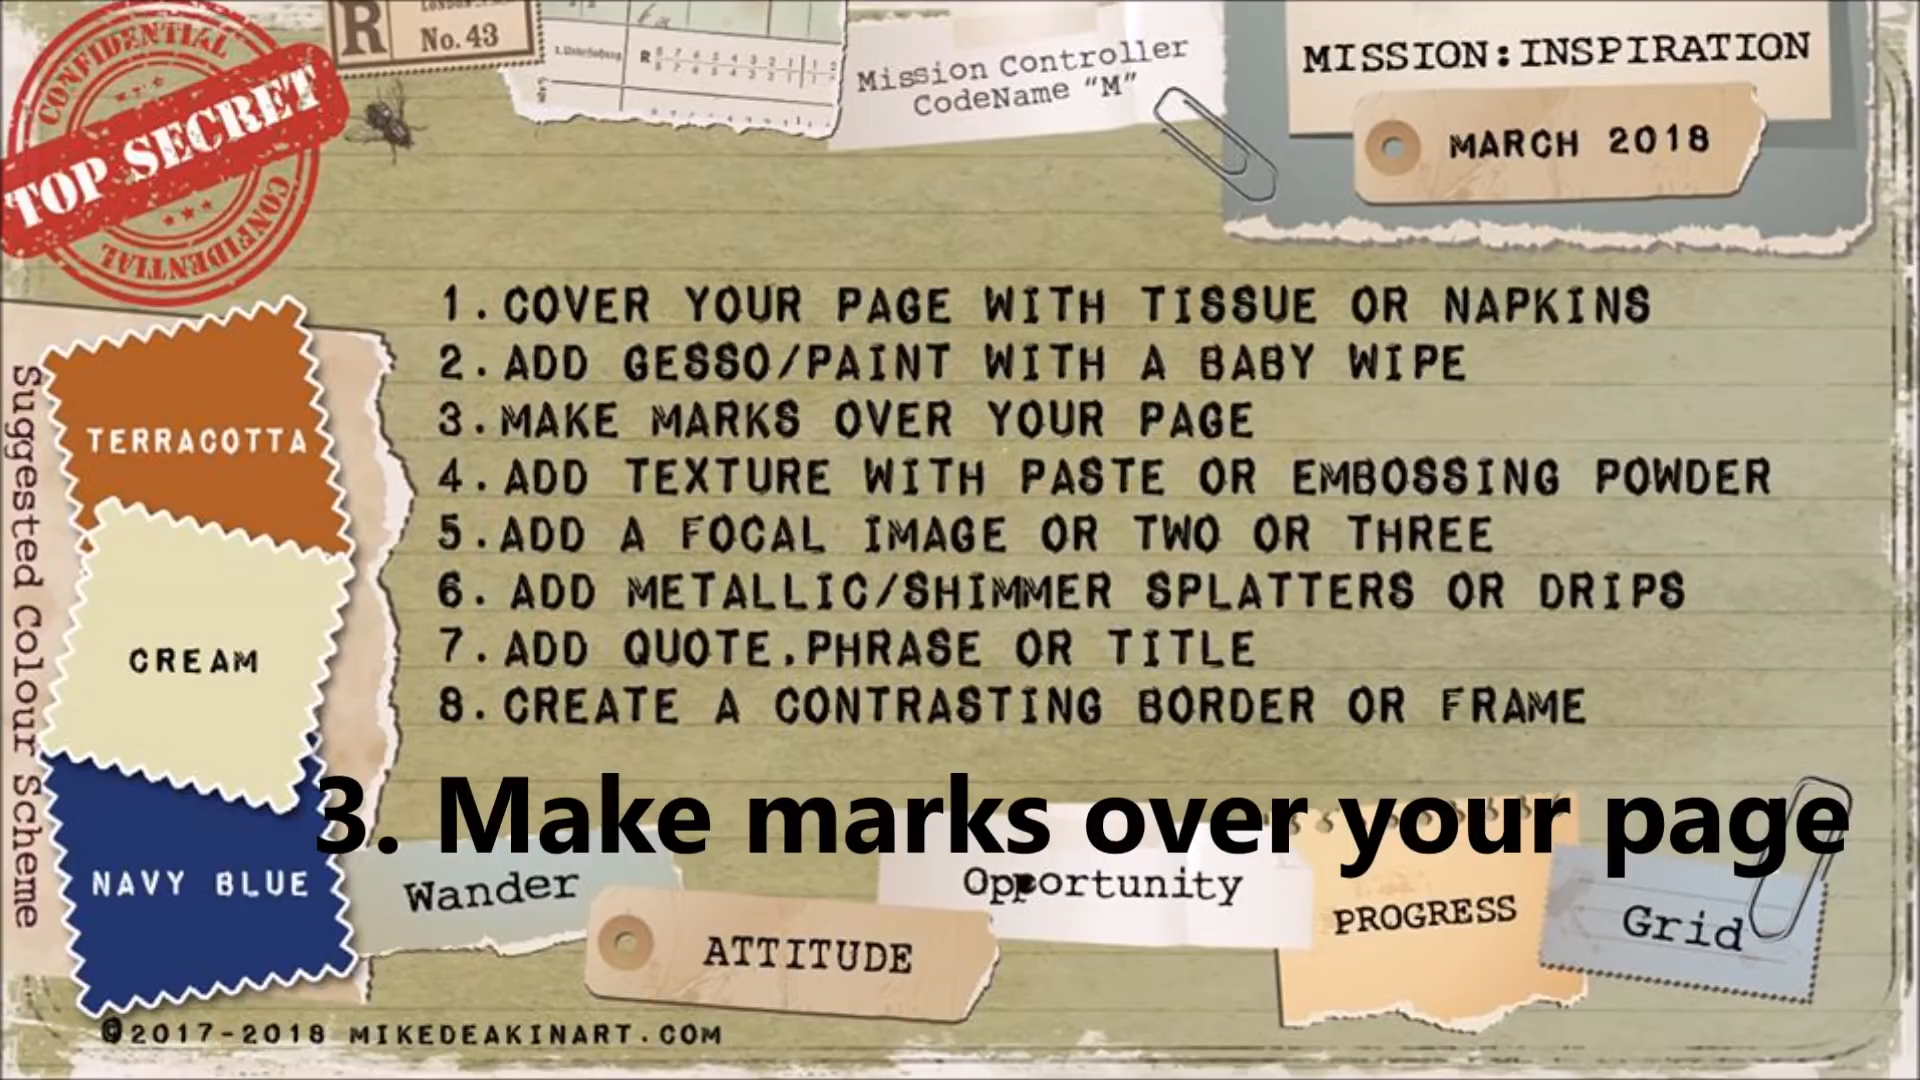 CONFIDENTIAL
TOP SECRET
CONFIDENTIAL
R
No. 43
Mission Controller
CodeName "M"
MISSION:INSPIRATION
MARCH 2018
1. COVER YOUR PAGE WITH TISSUE OR NAPKINS
2. ADD GESSO/PAINT WITH A BABY WIPE
3. MAKE MARKS OVER YOUR PAGE
4. ADD TEXTURE WITH PASTE OR EMBOSSING POWDER
5. ADD A FOCAL IMAGE OR TWO OR THREE
6. ADD METALLIC/SHIMMER SPLATTERS OR DRIPS
7. ADD QUOTE,PHRASE OR TITLE
8. CREATE A CONTRASTING BORDER OR FRAME
Suggested Colour Scheme
TERRACOTTA
CREAM
NAVY BLUE
3. Make marks over your page
Wander
ATTITUDE
Opportunity
PROGRESS
Grid
©2017-2018 MIKEDEAKINART.COM